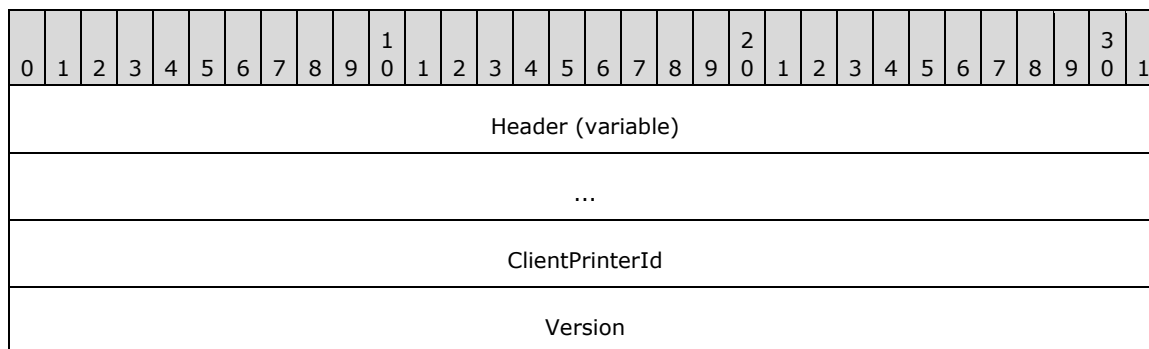 1 2 3
0 1 2 3 4 5 6 7 8 9 0 1 2 3 4 5 6 7 8 9 0 1 2 3 4 5 6 7 8 9 0 1
Header (variable)
...
ClientPrinterId
Version